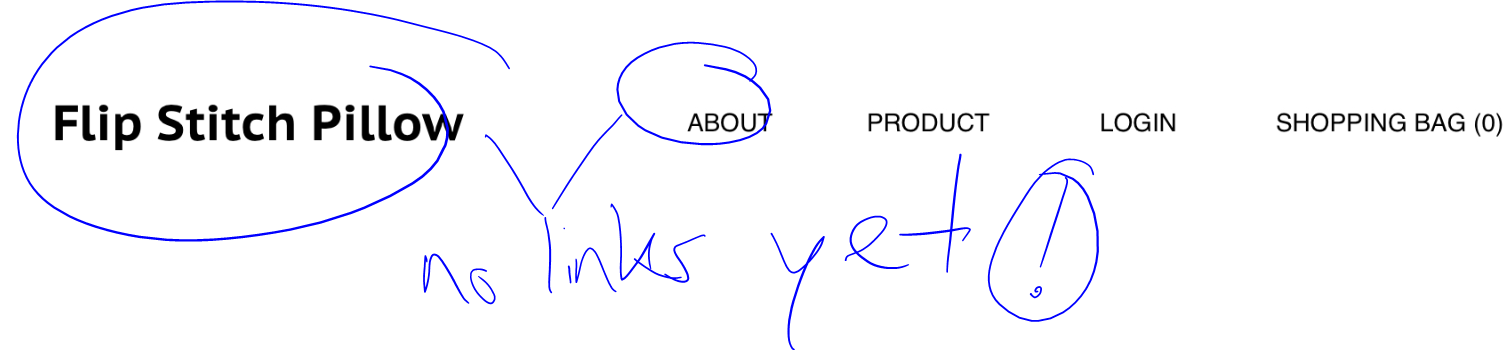 Flip Stitch Pillow ABOUT PRODUCT LOGIN SHOPPING BAG (0)
no links yet!